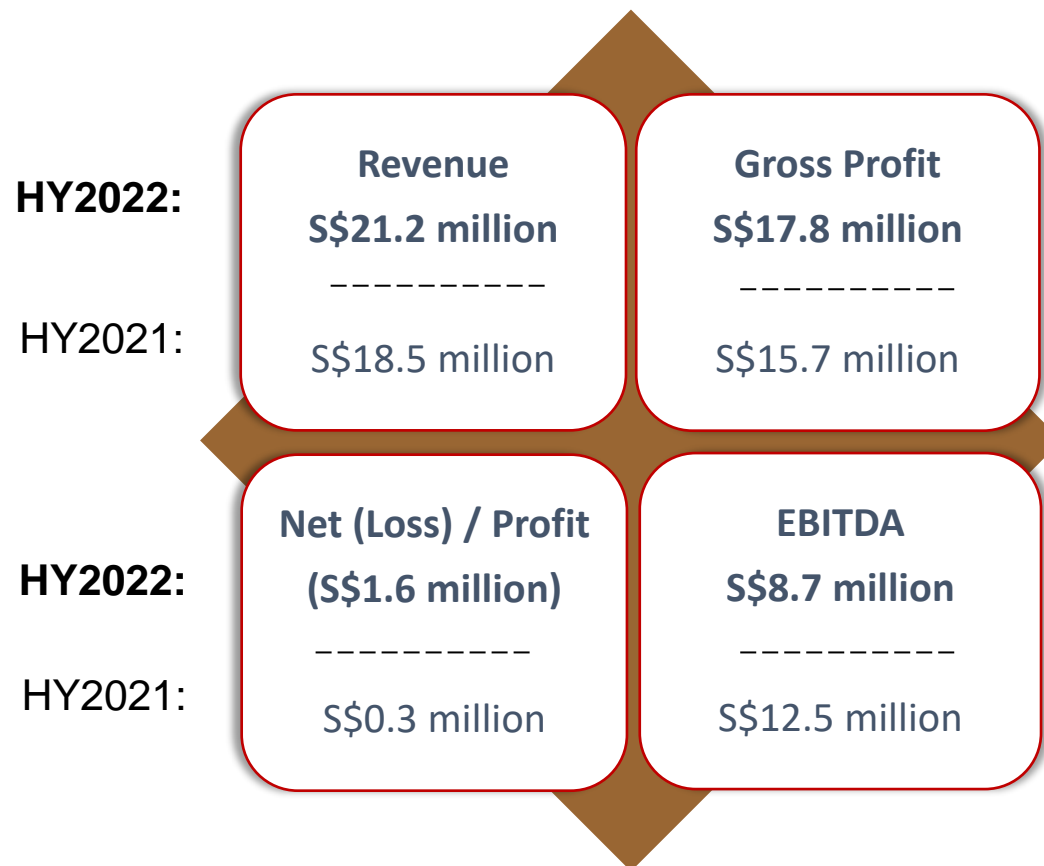 HY2022:
Revenue
S$21.2 million
----------
HY2021:
S$18.5 million
Gross Profit
S$17.8 million
----------
S$15.7 million
HY2022:
Net (Loss) / Profit
(S$1.6 million)
----------
HY2021:
S$0.3 million
EBITDA
S$8.7 million
----------
S$12.5 million